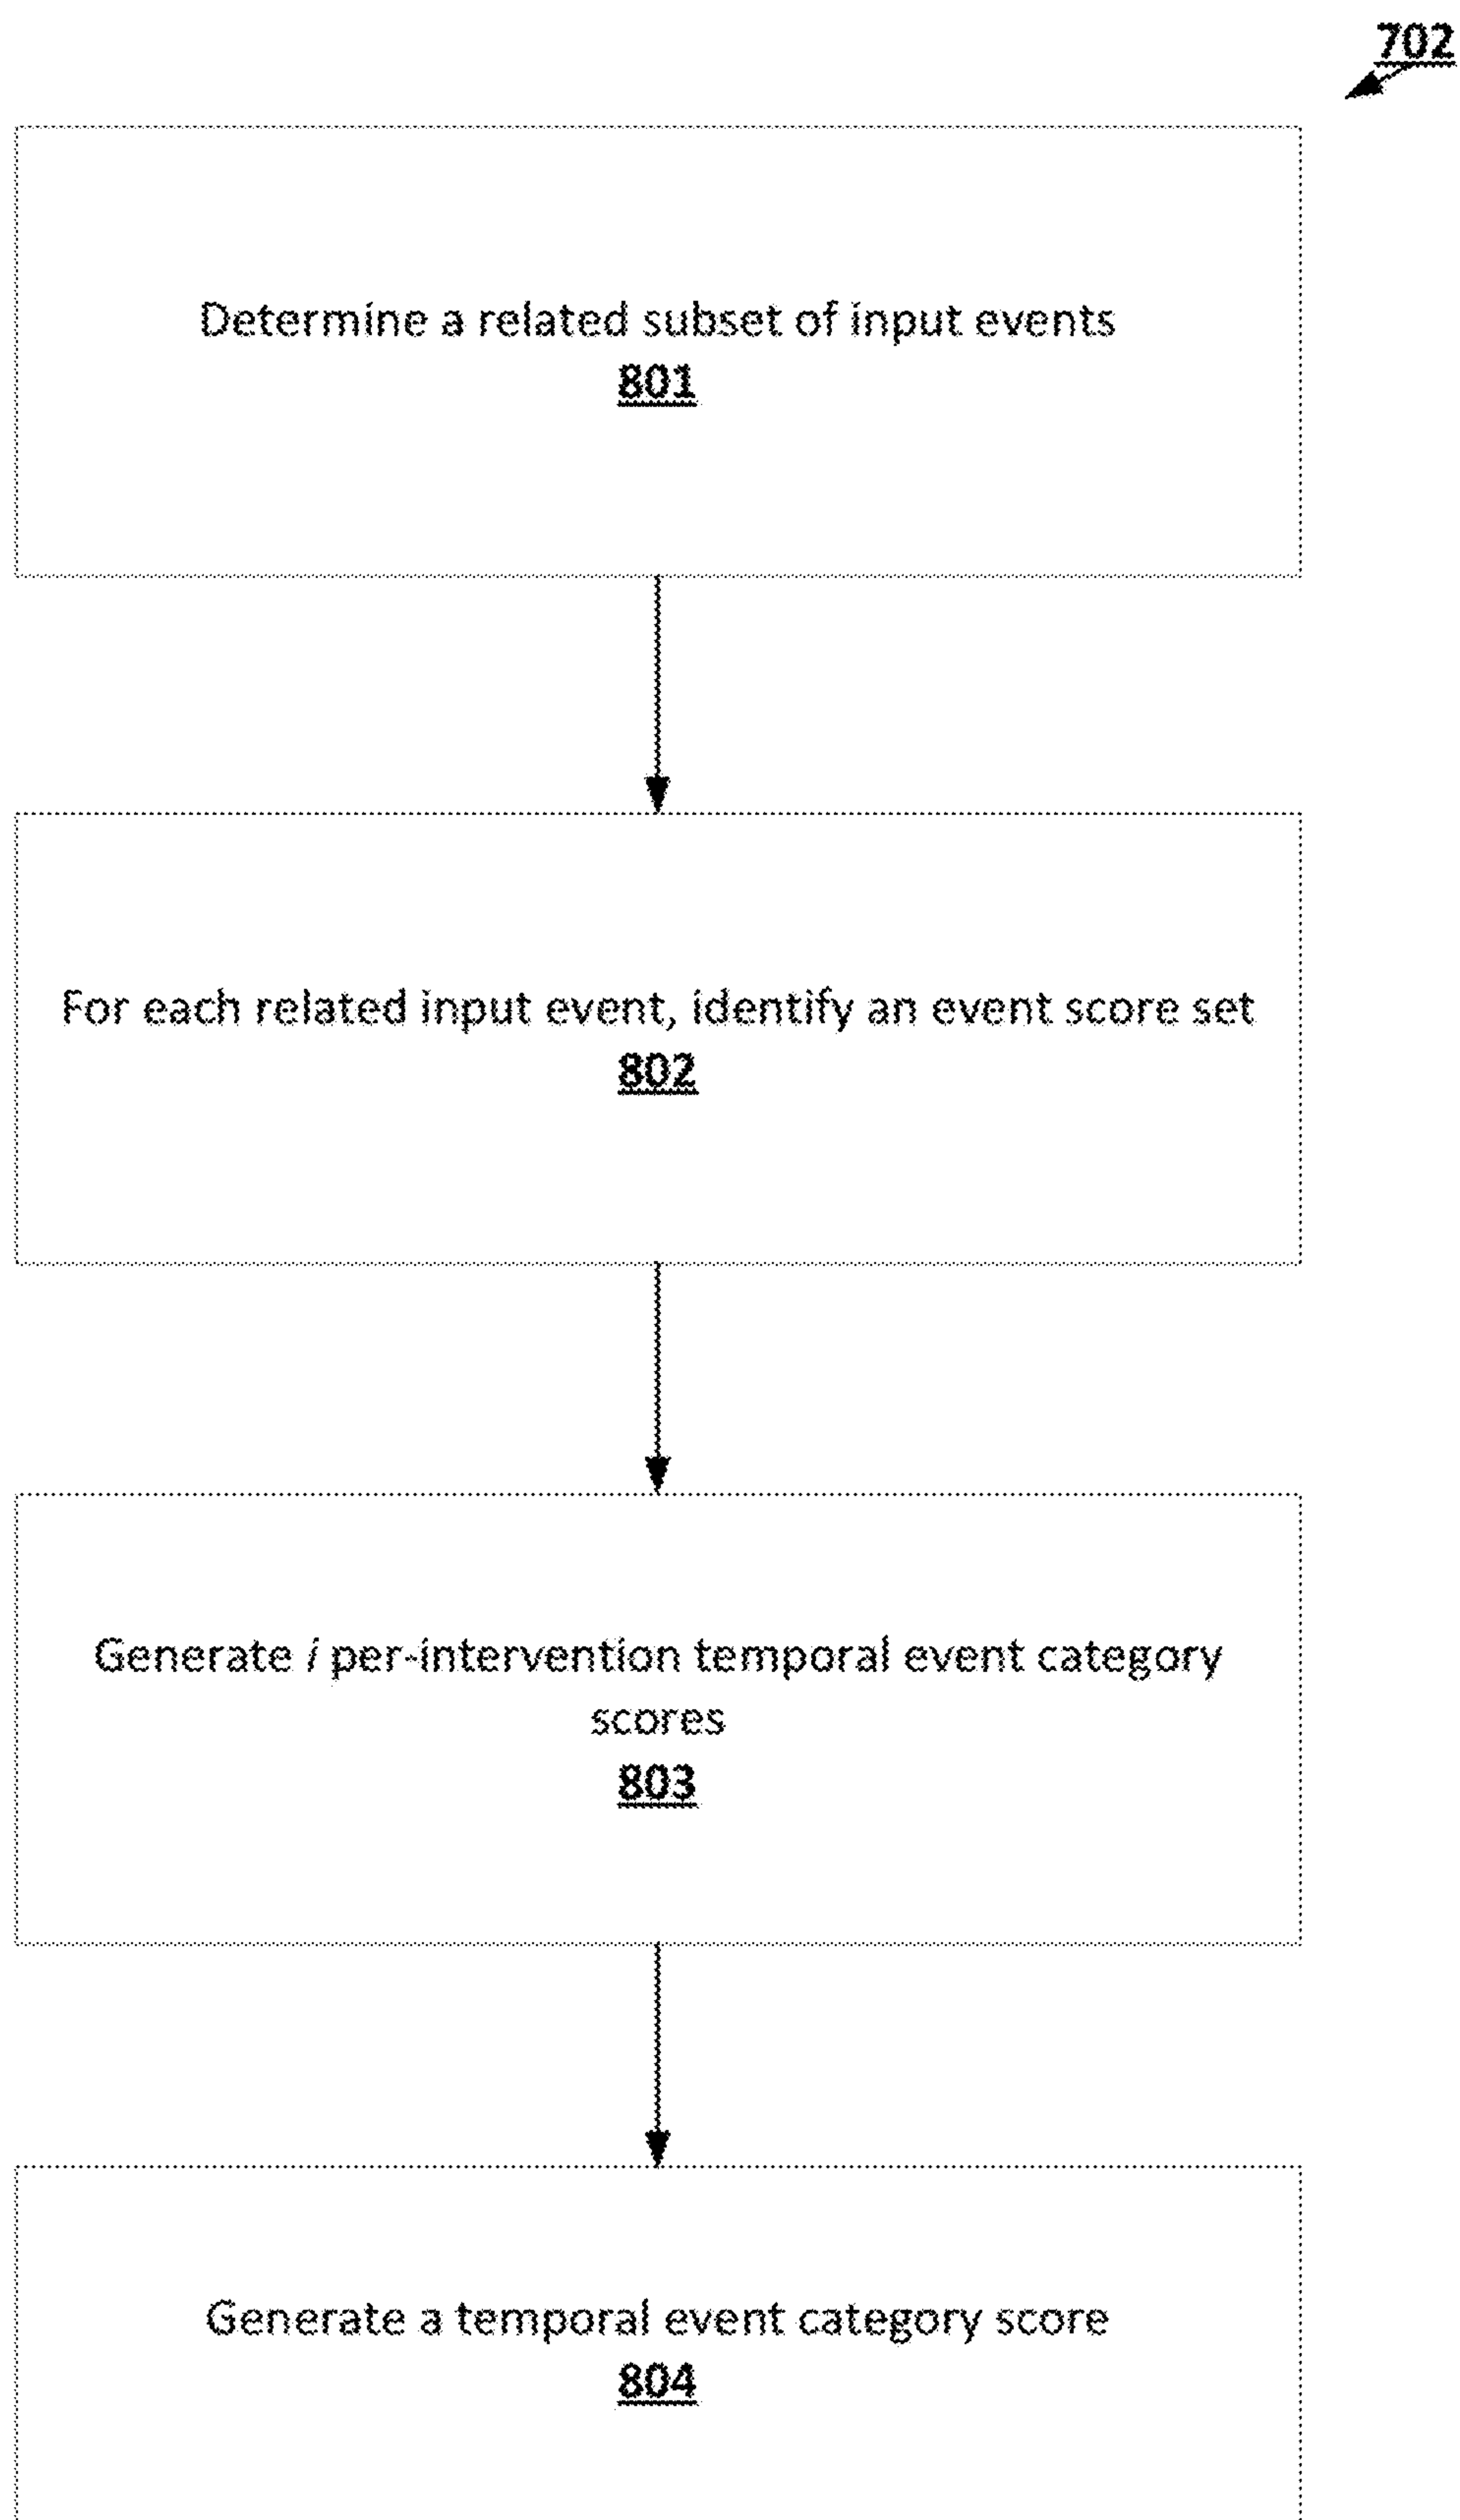 702
Determine a related subset of input events
801
For each related input event, identify an event score set
802
Generate i per-intervention temporal event category
scores
803
Generate a temporal event category score
804